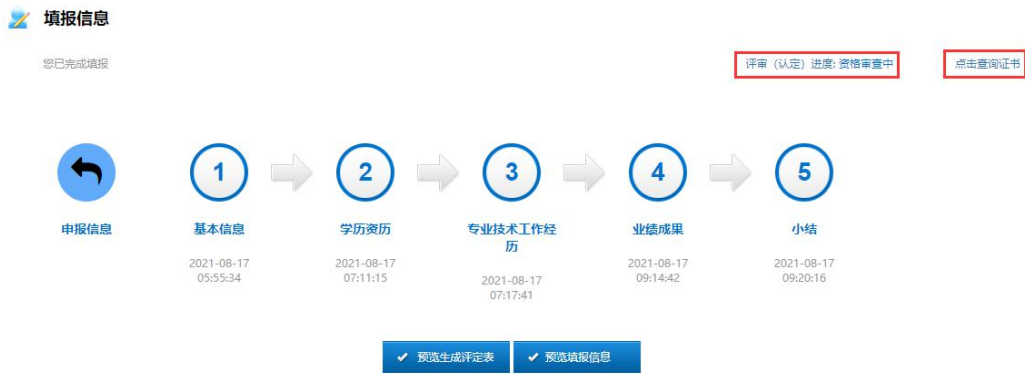 填报信息
您已完成填报
评审（认定）进度: 资格审查中
点击查询证书
1
2
3
4
5
申报信息
基本信息
学历资历
专业技术工作经
历
业绩成果
小结
2021-08-17
05:55:34
2021-08-17
07:11:15
2021-08-17
07:17:41
2021-08-17
09:14:42
2021-08-17
09:20:16
预览生成评定表
预览填报信息